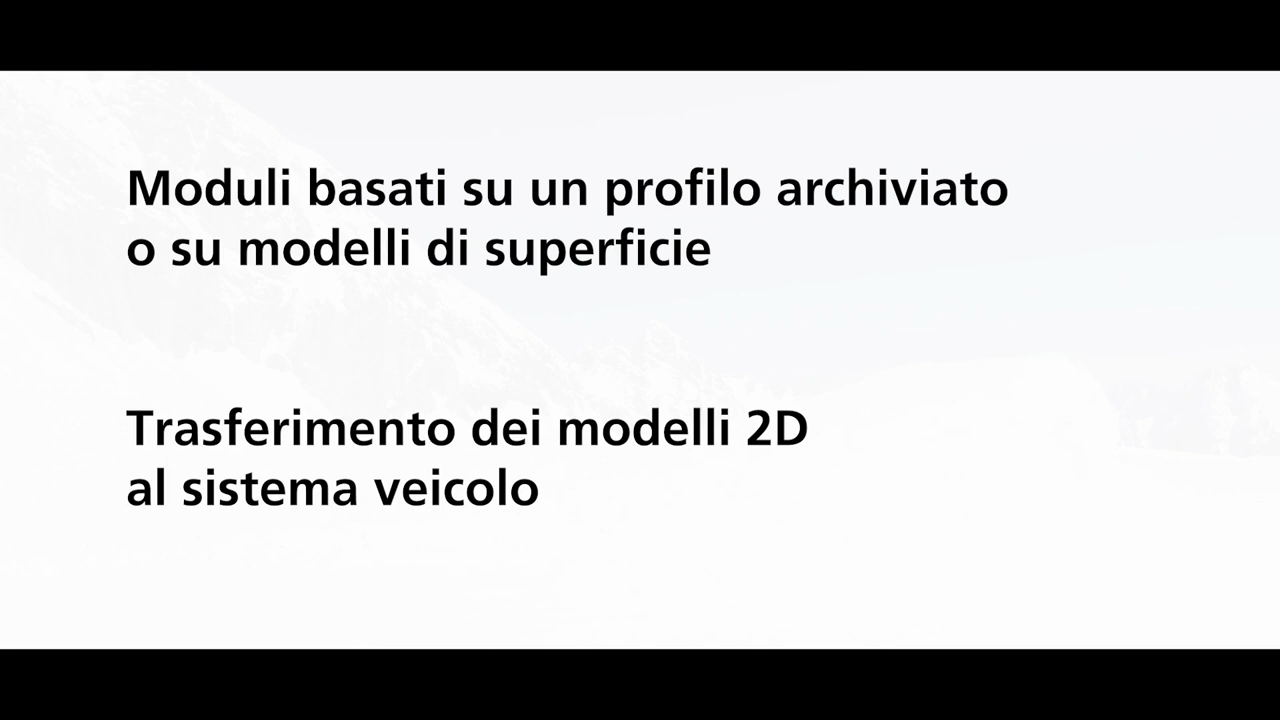 Moduli basati su un profilo archiviato
o su modelli di superficie
Trasferimento dei modelli 2D
al sistema veicolo